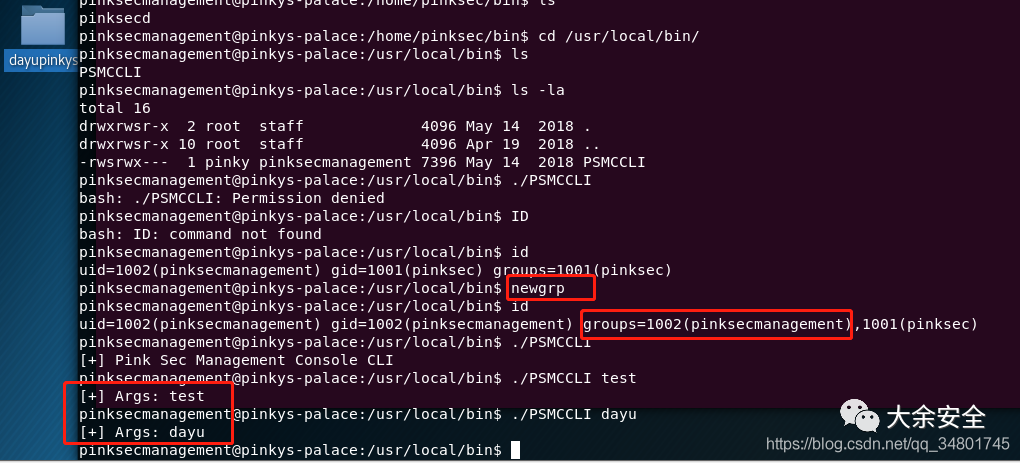 pinksecmanagement@pinkys-palace:/home/pinksec/bin$ ls
pinksecd
pinksecmanagement@pinkys-palace:/home/pinksec/bin$ cd /usr/local/bin/
pinksecmanagement@pinkys-palace:/usr/local/bin$ ls
PSMCCLI
pinksecmanagement@pinkys-palace:/usr/local/bin$ ls -la
total 16
drwxrwsr-x  2 root  staff             4096 May 14  2018 .
drwxrwsr-x 10 root  staff             4096 Apr 19  2018 ..
-rwsrwx---  1 pinky pinksecmanagement 7396 May 14  2018 PSMCCLI
pinksecmanagement@pinkys-palace:/usr/local/bin$ ./PSMCCLI
bash: ./PSMCCLI: Permission denied
pinksecmanagement@pinkys-palace:/usr/local/bin$ ID
bash: ID: command not found
pinksecmanagement@pinkys-palace:/usr/local/bin$ id
uid=1002(pinksecmanagement) gid=1001(pinksec) groups=1001(pinksec)
pinksecmanagement@pinkys-palace:/usr/local/bin$ newgrp
pinksecmanagement@pinkys-palace:/usr/local/bin$ id
uid=1002(pinksecmanagement) gid=1002(pinksecmanagement) groups=1002(pinksecmanagement),1001(pinksec)
pinksecmanagement@pinkys-palace:/usr/local/bin$ ./PSMCCLI
[+] Pink Sec Management Console CLI
pinksecmanagement@pinkys-palace:/usr/local/bin$ ./PSMCCLI test
[+] Args: test
pinksecmanagement@pinkys-palace:/usr/local/bin$ ./PSMCCLI dayu
[+] Args: dayu
pinksecmanagement@pinkys-palace:/usr/local/bin$
dayupinkys
大余安全
https://blog.csdn.net/qq_34801745